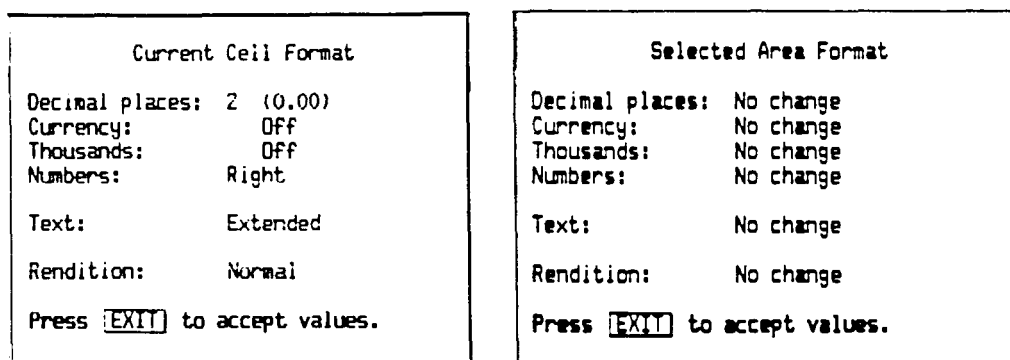 Current Cell Format
Decimal places: 2 (0.00)
Currency: Off
Thousands: Off
Numbers: Right
Text: Extended
Rendition: Normal
Press EXIT to accept values.
Selected Area Format
Decimal places: No change
Currency: No change
Thousands: No change
Numbers: No change
Text: No change
Rendition: No change
Press EXIT to accept values.